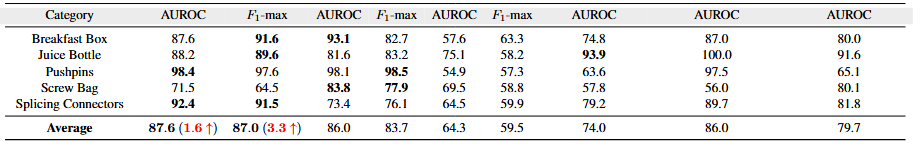 Category AUROC F1-max AUROC F1-max AUROC F1-max AUROC AUROC AUROC
Breakfast Box 87.6 91.6 93.1 82.7 57.6 63.3 74.8 87.0 80.0
Juice Bottle 88.2 89.6 81.6 83.2 75.1 58.2 93.9 100.0 91.6
Pushpins 98.4 97.6 98.1 98.5 54.9 57.3 63.6 97.5 65.1
Screw Bag 71.5 64.5 83.8 77.9 69.5 58.8 57.8 56.0 80.1
Splicing Connectors 92.4 91.5 73.4 76.1 64.5 59.9 79.2 89.7 81.8
Average 87.6 (1.6 ↑) 87.0 (3.3 ↑) 86.0 83.7 64.3 59.5 74.0 86.0 79.7